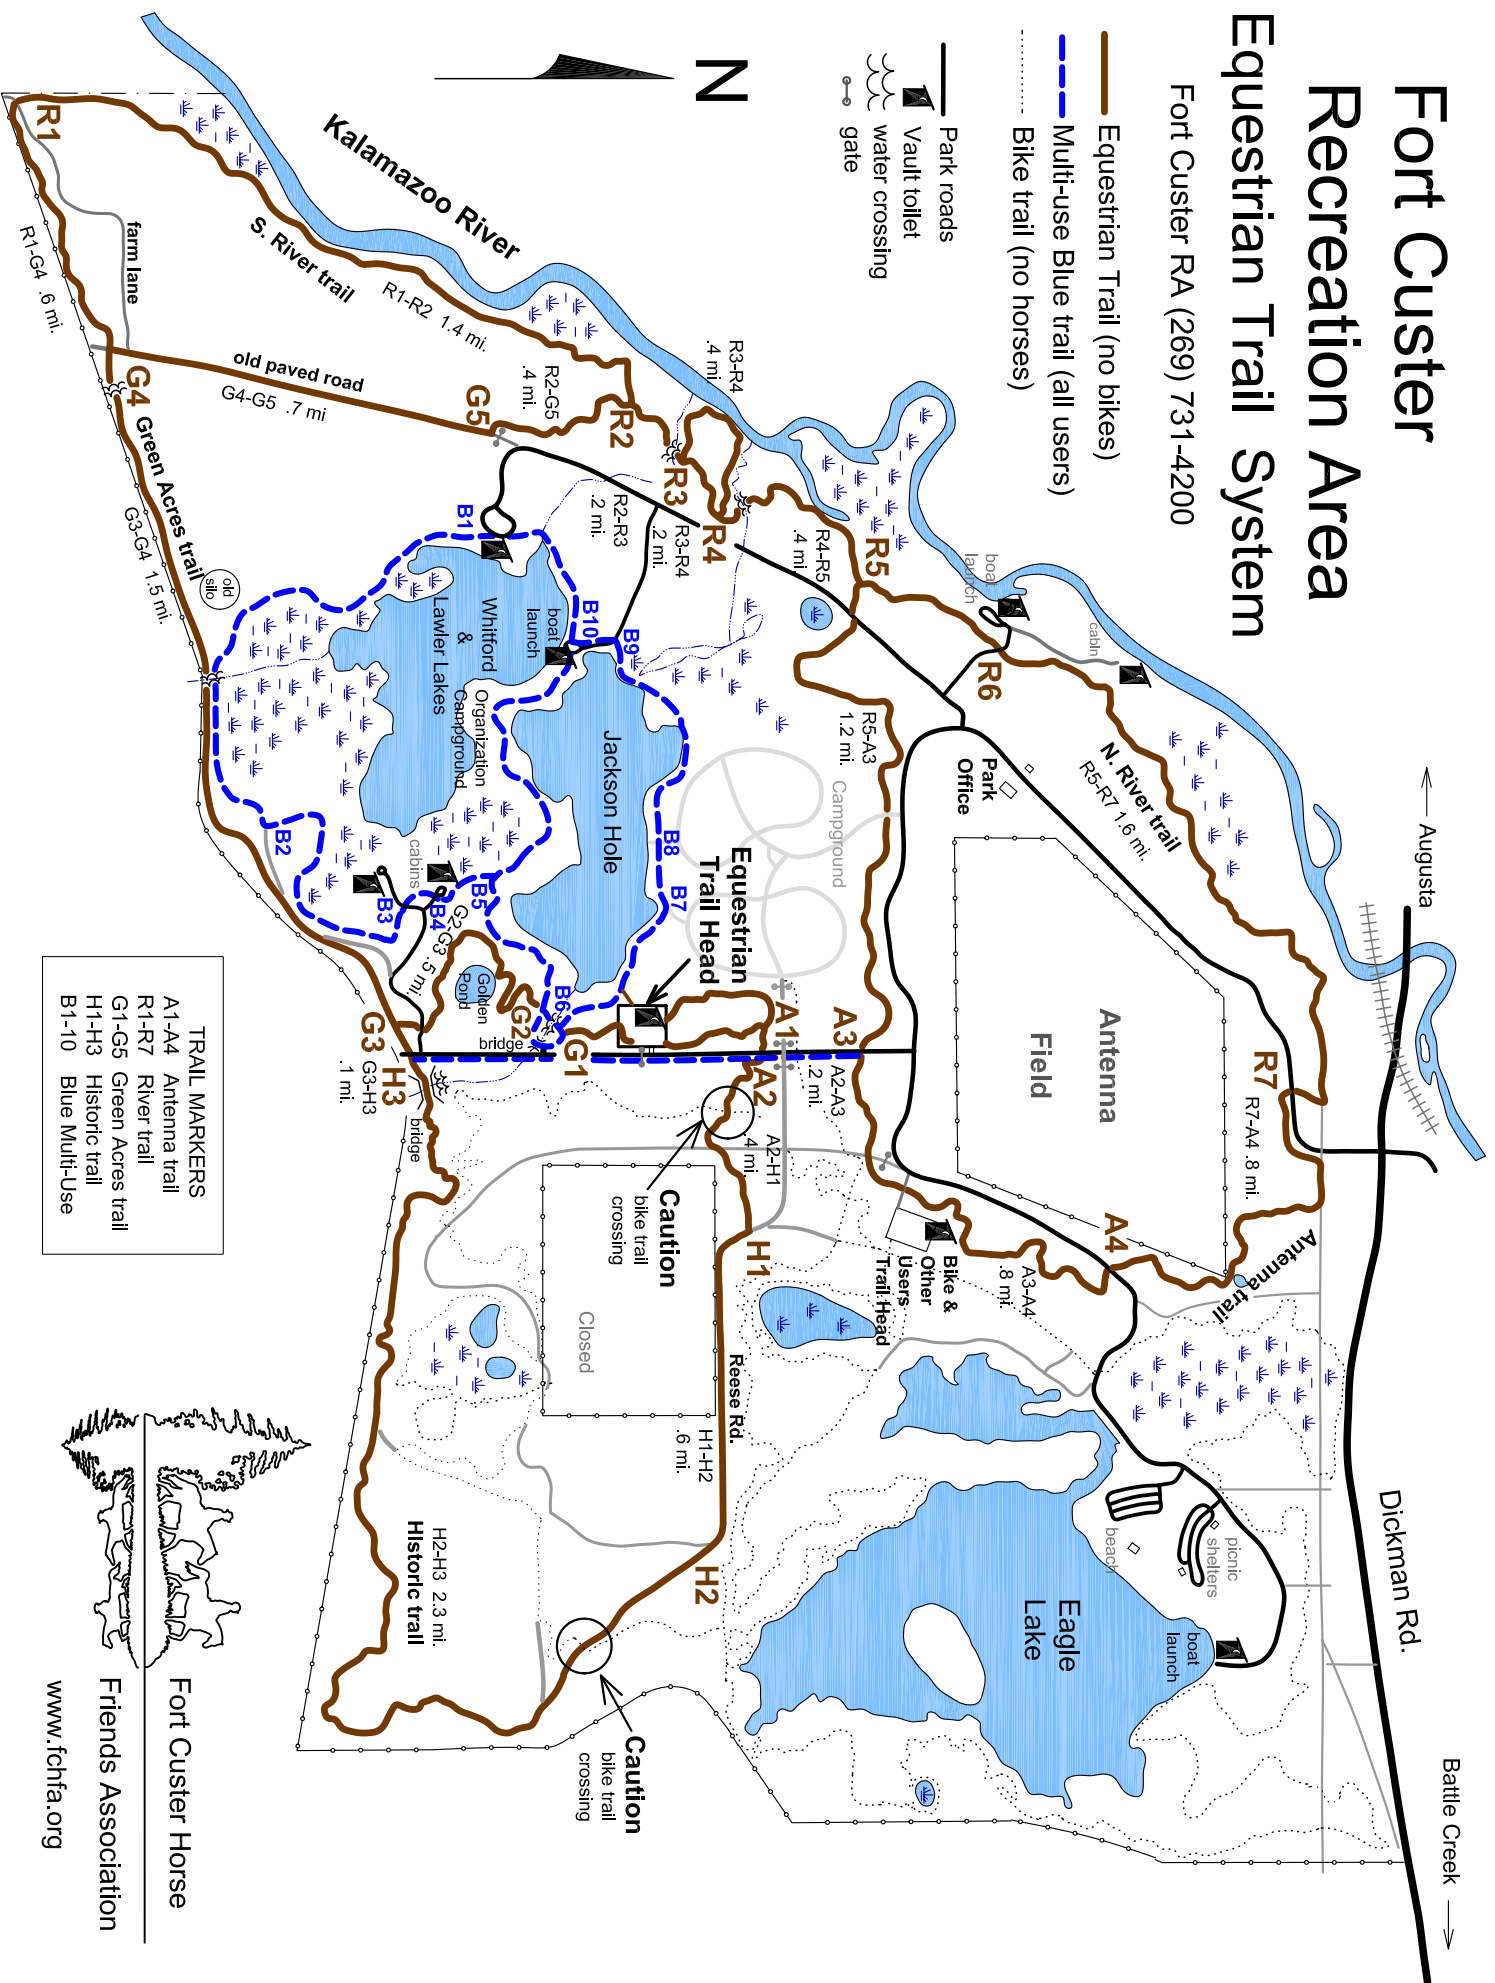 Fort Custer
Recreation Area
Equestrian Trail System
Fort Custer RA (269) 731-4200
Equestrian Trail (no bikes)
Multi-use Blue trail (all users)
Bike trail (no horses)
Park roads
Vault toilet
water crossing
gate
N
Augusta
Battle Creek
Dickman Rd.
Kalamazoo River
boat
launch
cabin
R6
N. River trail
R5-R7 1.6 mi.
R7
R7-A4 .8 mi.
Antenna trail
A4
Antenna
Field
Park
Office
picnic
shelters
beach
boat
launch
Eagle
Lake
A3-A4
.8 mi.
Bike &
Other
Users
Trail Head
R5
R4-R5
.4 mi.
R5-A3
1.2 mi.
Campground
A3
A2-A3
.2 mi.
R3-R4
.4 mi.
R4
R3
R3-R4
.2 mi.
R2-R3
.2 mi.
R2
R2-G5
.4 mi.
G5
Equestrian
Trail Head
A1
A2
A2-H1
.4 mi.
H1
Reese Rd.
H1-H2
.6 mi.
H2
Caution
bike trail
crossing
Caution
bike trail
crossing
Closed
B9
B10
B8
B7
Jackson Hole
boat
launch
Whitford
&
Lawler Lakes
Organization
Campground
B1
B6
G1
G2
bridge
Golden
Pond
B5
B4
B3
cabins
G2-G3 .5 mi.
B2
G3
G3-H3
.1 mi.
H3
bridge
H2-H3 2.3 mi.
Historic trail
R1
S. River trail
R1-R2 1.4 mi.
farm lane
R1-G4 .6 mi.
old paved road
G4-G5 .7 mi
G4
Green Acres trail
G3-G4 1.5 mi.
old
silo
TRAIL MARKERS
A1-A4 Antenna trail
R1-R7 River trail
G1-G5 Green Acres trail
H1-H3 Historic trail
B1-10 Blue Multi-Use
Fort Custer Horse
Friends Association
www.fchfa.org